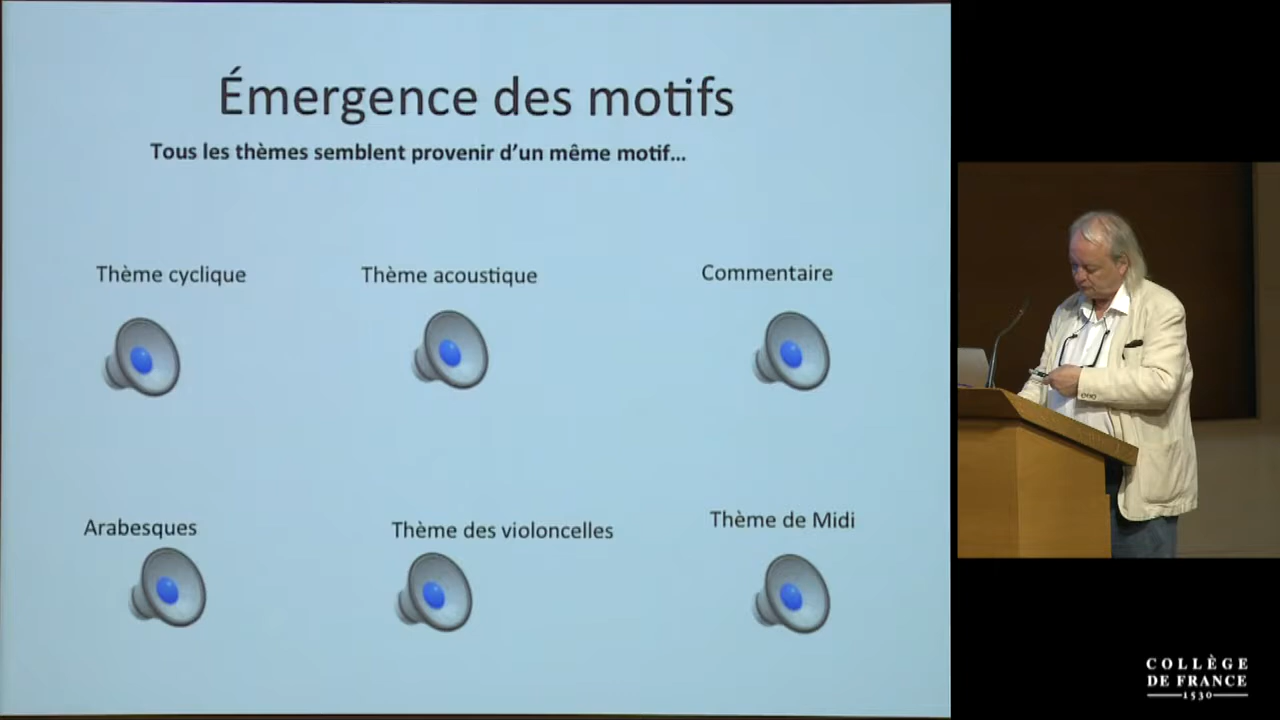 Émergence des motifs
Tous les thèmes semblent provenir d'un même motif...
Thème cyclique
Thème acoustique
Commentaire
Arabesques
Thème des violoncelles
Thème de Midi
COLLÈGE
DE FRANCE
1530